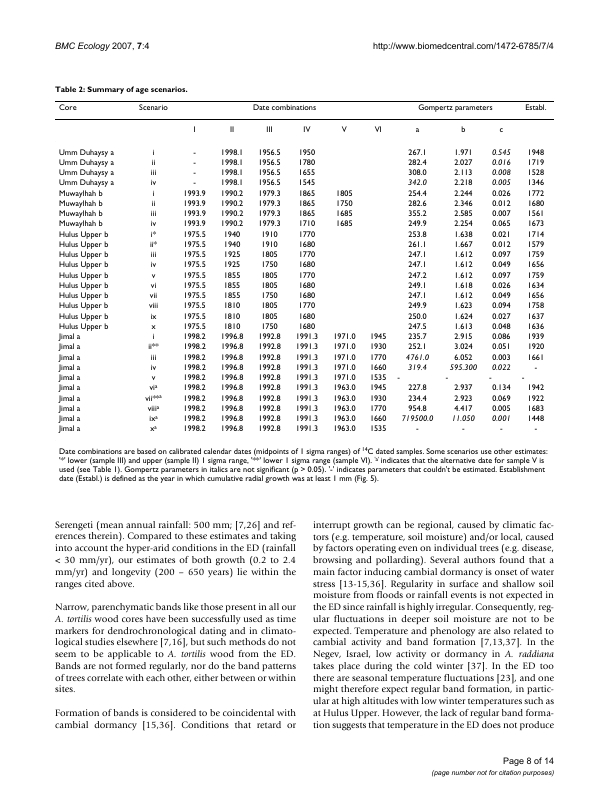 BMC Ecology 2007, 7:4
http://www.biomedcentral.com/1472-6785/7/4
Table 2: Summary of age scenarios.
Core Scenario Date combinations Gompertz parameters Establ.
I II III IV V VI a b c
Umm Duhaysy a i - 1998.1 1956.5 1950 267.1 1.971 0.545 1948
Umm Duhaysy a ii - 1998.1 1956.5 1780 282.4 2.027 0.016 1719
Umm Duhaysy a iii - 1998.1 1956.5 1655 308.0 2.113 0.008 1528
Umm Duhaysy a iv - 1998.1 1956.5 1545 342.0 2.218 0.005 1346
Muwaylhah b i 1993.9 1990.2 1979.3 1865 1805 254.4 2.244 0.026 1772
Muwaylhah b ii 1993.9 1990.2 1979.3 1865 1750 282.6 2.346 0.012 1680
Muwaylhah b iii 1993.9 1990.2 1979.3 1865 1685 355.2 2.585 0.007 1561
Muwaylhah b iv 1993.9 1990.2 1979.3 1710 1685 249.9 2.254 0.065 1673
Hulus Upper b i* 1975.5 1940 1910 1770 253.8 1.638 0.021 1714
Hulus Upper b ii* 1975.5 1940 1910 1680 261.1 1.667 0.012 1579
Hulus Upper b iii 1975.5 1925 1805 1770 247.1 1.612 0.097 1759
Hulus Upper b iv 1975.5 1925 1750 1680 247.1 1.612 0.049 1656
Hulus Upper b v 1975.5 1855 1805 1770 247.2 1.612 0.097 1759
Hulus Upper b vi 1975.5 1855 1805 1680 249.1 1.618 0.026 1634
Hulus Upper b vii 1975.5 1855 1750 1680 247.1 1.612 0.049 1656
Hulus Upper b viii 1975.5 1810 1805 1770 249.9 1.623 0.094 1758
Hulus Upper b ix 1975.5 1810 1805 1680 250.0 1.624 0.027 1637
Hulus Upper b x 1975.5 1810 1750 1680 247.5 1.613 0.048 1636
Jimal a i 1998.2 1996.8 1992.8 1991.3 1971.0 1945 235.7 2.915 0.086 1939
Jimal a ii** 1998.2 1996.8 1992.8 1991.3 1971.0 1930 252.1 3.024 0.051 1920
Jimal a iii 1998.2 1996.8 1992.8 1991.3 1971.0 1770 4761.0 6.052 0.003 1661
Jimal a iv 1998.2 1996.8 1992.8 1991.3 1971.0 1660 319.4 595.300 0.022 -
Jimal a v 1998.2 1996.8 1992.8 1991.3 1971.0 1535 - - - -
Jimal a viª 1998.2 1996.8 1992.8 1991.3 1963.0 1945 227.8 2.937 0.134 1942
Jimal a vii**ª 1998.2 1996.8 1992.8 1991.3 1963.0 1930 234.4 2.923 0.069 1922
Jimal a viiiª 1998.2 1996.8 1992.8 1991.3 1963.0 1770 954.8 4.417 0.005 1683
Jimal a ixª 1998.2 1996.8 1992.8 1991.3 1963.0 1660 719500.0 11.050 0.001 1448
Jimal a xª 1998.2 1996.8 1992.8 1991.3 1963.0 1535 - - - -
Date combinations are based on calibrated calendar dates (midpoints of 1 sigma ranges) of 14C dated samples. Some scenarios use other estimates:
'*' lower (sample III) and upper (sample II) 1 sigma range, '**' lower 1 sigma range (sample VI). 'ª' indicates that the alternative date for sample V is
used (see Table 1). Gompertz parameters in italics are not significant (p > 0.05). '-' indicates parameters that couldn't be estimated. Establishment
date (Establ.) is defined as the year in which cumulative radial growth was at least 1 mm (Fig. 5).
Serengeti (mean annual rainfall: 500 mm; [7,26] and ref-
erences therein). Compared to these estimates and taking
into account the hyper-arid conditions in the ED (rainfall
< 30 mm/yr), our estimates of both growth (0.2 to 2.4
mm/yr) and longevity (200 – 650 years) lie within the
ranges cited above.
Narrow, parenchymatic bands like those present in all our
A. tortilis wood cores have been successfully used as time
markers for dendrochronological dating and in climato-
logical studies elsewhere [7,16], but such methods do not
seem to be applicable to A. tortilis wood from the ED.
Bands are not formed regularly, nor do the band patterns
of trees correlate with each other, either between or within
sites.
Formation of bands is considered to be coincidental with
cambial dormancy [15,36]. Conditions that retard or
interrupt growth can be regional, caused by climatic fac-
tors (e.g. temperature, soil moisture) and/or local, caused
by factors operating even on individual trees (e.g. disease,
browsing and pollarding). Several authors found that a
main factor inducing cambial dormancy is onset of water
stress [13-15,36]. Regularity in surface and shallow soil
moisture from floods or rainfall events is not expected in
the ED since rainfall is highly irregular. Consequently, reg-
ular fluctuations in deeper soil moisture are not to be
expected. Temperature and phenology are also related to
cambial activity and band formation [7,13,37]. In the
Negev, Israel, low activity or dormancy in A. raddiana
takes place during the cold winter [37]. In the ED too
there are seasonal temperature fluctuations [23], and one
might therefore expect regular band formation, in partic-
ular at high altitudes with low winter temperatures such as
at Hulus Upper. However, the lack of regular band forma-
tion suggests that temperature in the ED does not produce
Page 8 of 14
(page number not for citation purposes)